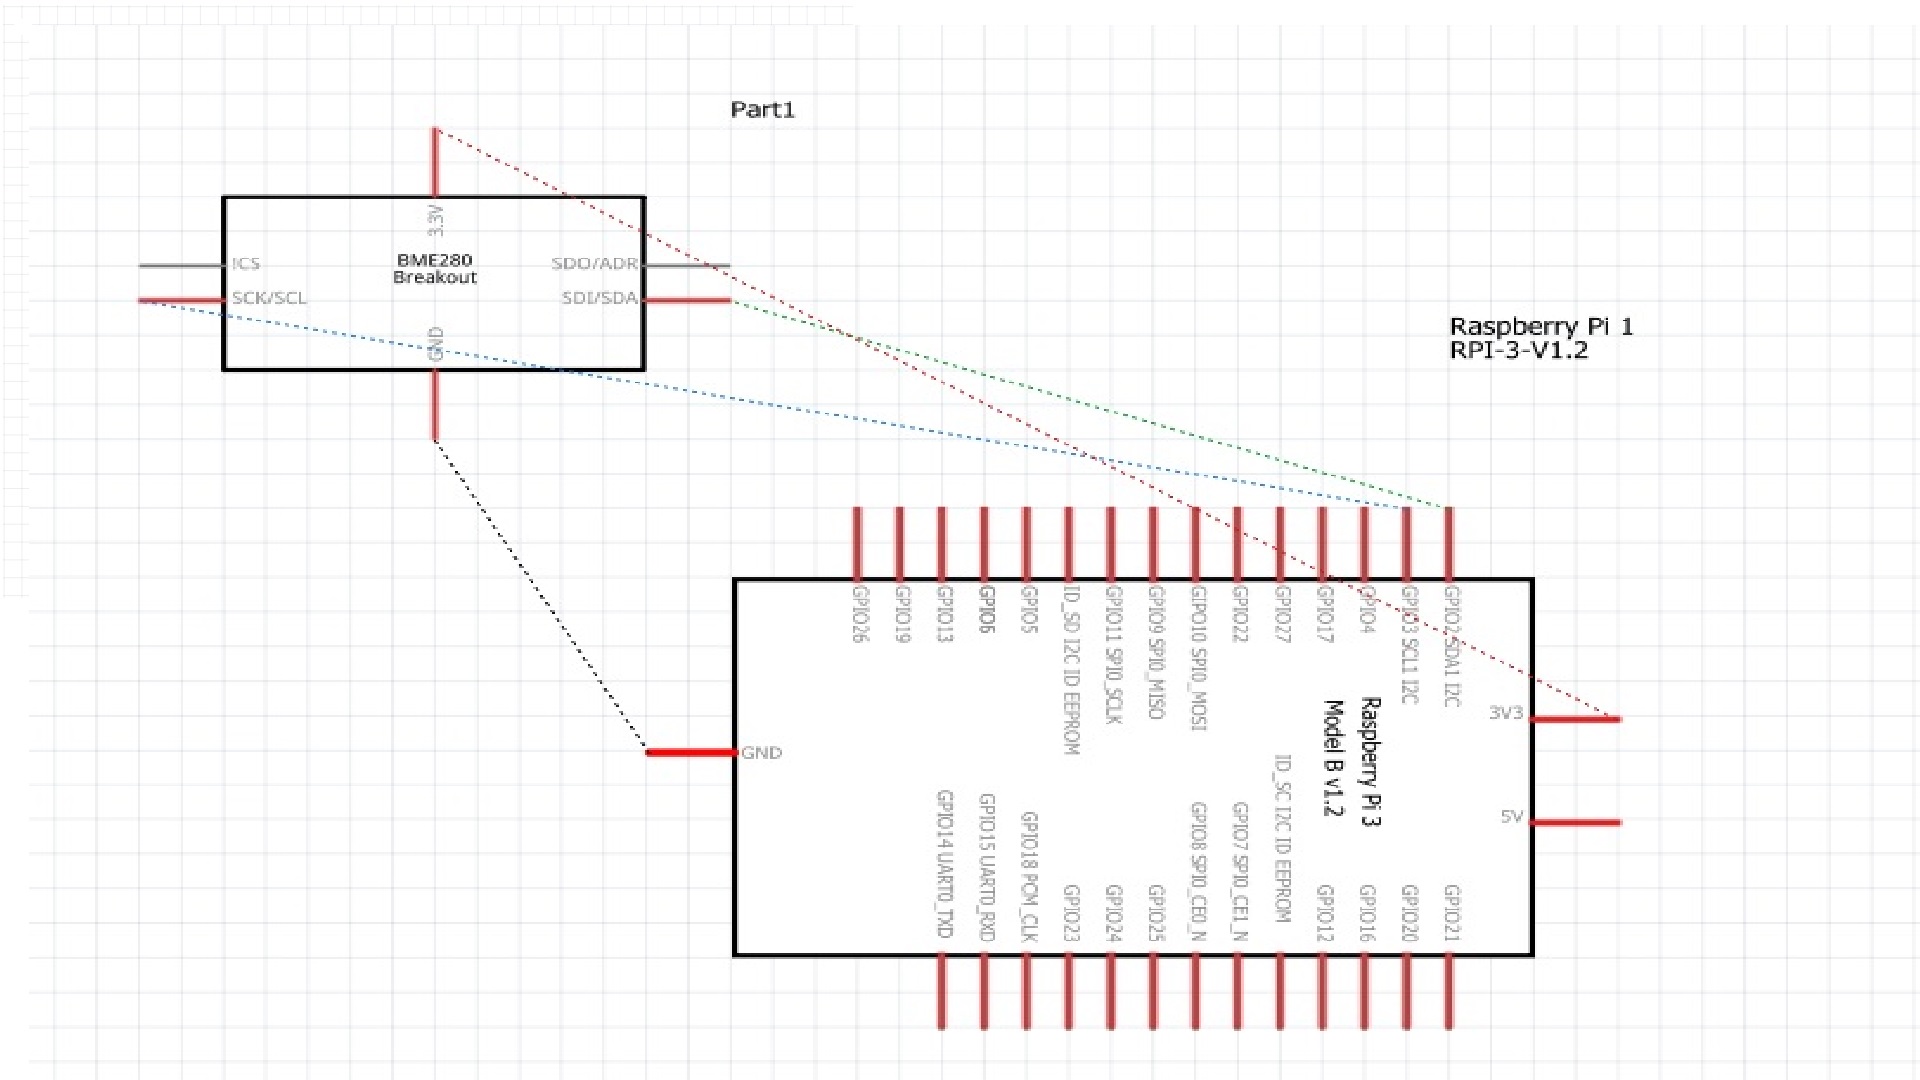 Part1
3.3V
ICS
BME280
Breakout
SDO/ADR
SCK/SCL
SDI/SDA
GND
Raspberry Pi 1
RPI-3-V1.2
GPIO26
GPIO19
GPIO13
GPIO6
GPIO5
ID_SD I2C ID EEPROM
GPIO11 SPI0_SCLK
GPIO9 SPI0_MISO
GIPO10 SPI0_MOSI
GPIO22
GPIO27
GPIO17
GPIO4
GPIO3 SCL1 I2C
GPIO2 SDA1 I2C
3V3
Raspberry Pi 3
Model B v1.2
GND
5V
GPIO14 UART0_TXD
GPIO15 UART0_RXD
GPIO18 PCM_CLK
GPIO23
GPIO24
GPIO25
GPIO8 SPI0_CE0_N
GPIO7 SPI0_CE1_N
ID_SC I2C ID EEPROM
GPIO12
GPIO16
GPIO20
GPIO21